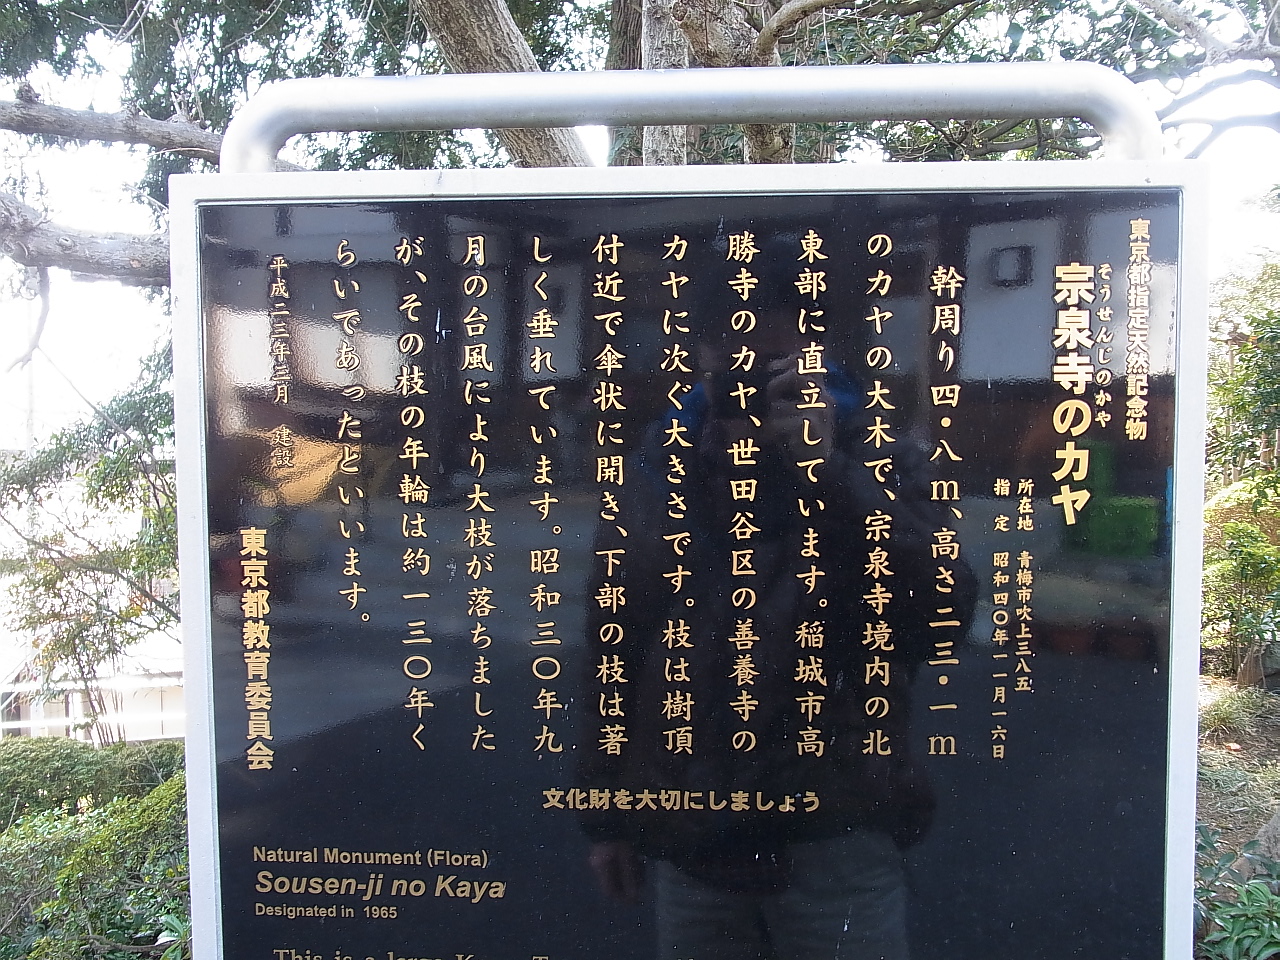 東京都指定天然記念物
そうせんじのかや
宗泉寺のカヤ
所在地　青梅市吹上三八五
指　定　昭和四〇年一一月一六日
幹周り四・八m、高さ二三・一m
のカヤの大木で、宗泉寺境内の北
東部に直立しています。稲城市高
勝寺のカヤ、世田谷区の善養寺の
カヤに次ぐ大きさです。枝は樹頂
付近で傘状に開き、下部の枝は著
しく垂れています。昭和三〇年九
月の台風により大枝が落ちました
が、その枝の年輪は約一三〇年く
らいであったといいます。
平成二三年三月　建設
東京都教育委員会
文化財を大切にしましょう
Natural Monument (Flora)
Sousen-ji no Kaya
Designated in 1965
This is a large Kaya